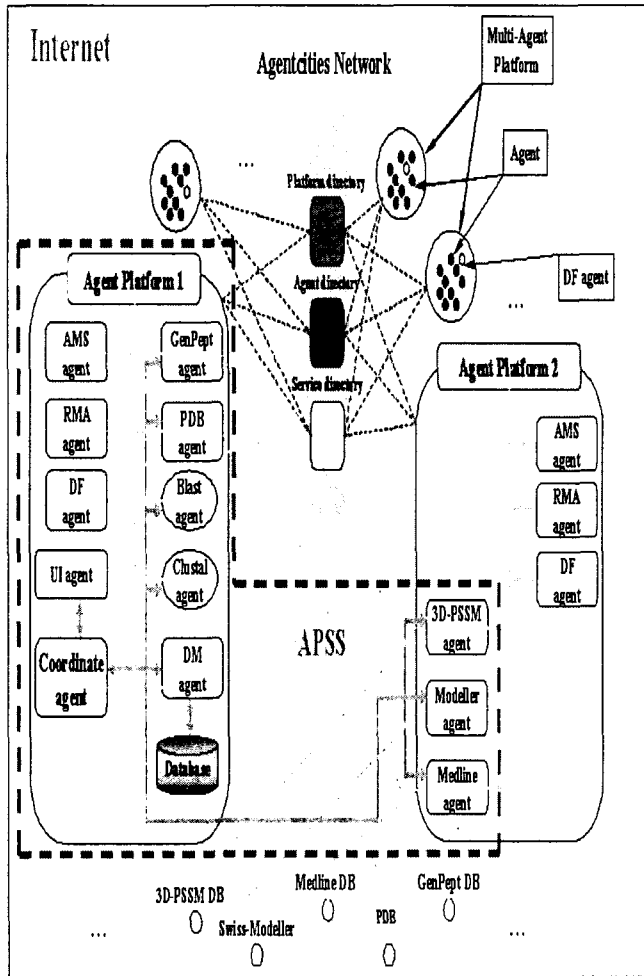 Internet
Agentcities Network
Multi-Agent
Platform
Agent
DF agent
...
Platform directory
Agent directory
Service directory
...
Agent Platform 1
AMS
agent
GenPept
agent
RMA
agent
PDB
agent
DF
agent
Blast
agent
UI agent
Clustal
agent
Coordinate
agent
DM
agent
Database
APSS
Agent Platform 2
AMS
agent
RMA
agent
DF
agent
3D-PSSM
agent
Modeller
agent
Medline
agent
3D-PSSM DB
Medline DB
GenPept DB
...
Swiss-Modeller
PDB
...